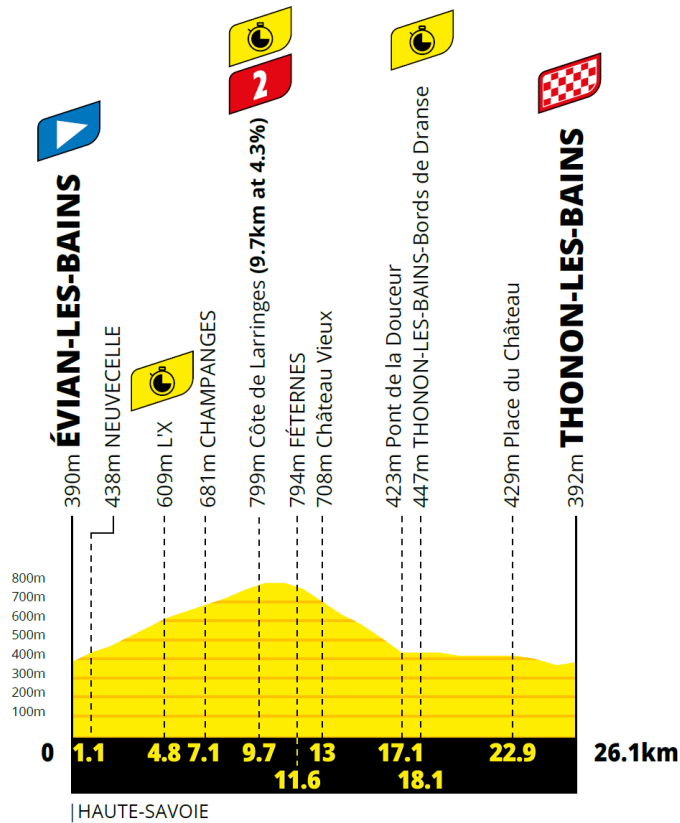 2
390m ÉVIAN-LES-BAINS
438m NEUVECELLE
609m L'X
681m CHAMPANGES
799m Côte de Larringes (9.7km at 4.3%)
794m FÉTERNES
708m Château Vieux
423m Pont de la Douceur
447m THONON-LES-BAINS-Bords de Dranse
429m Place du Château
392m THONON-LES-BAINS
800m
700m
600m
500m
400m
300m
200m
100m
0 1.1 4.8 7.1 9.7 13 17.1 22.9 26.1km
11.6 18.1
HAUTE-SAVOIE